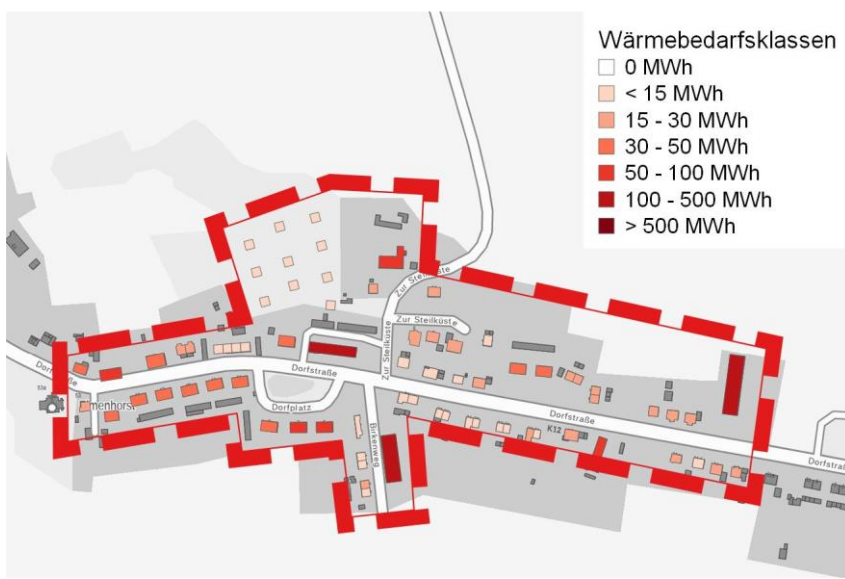 Wärmebedarfsklassen
0 MWh
< 15 MWh
15 - 30 MWh
30 - 50 MWh
50 - 100 MWh
100 - 500 MWh
> 500 MWh
Zur Steilküste
Zur Steilküste
Zur Steilküste
Dorfstraße
Dorfstraße
Dorfplatz
menhorst
Birkenweg
Dorfstraße
K12
Dorfstraße